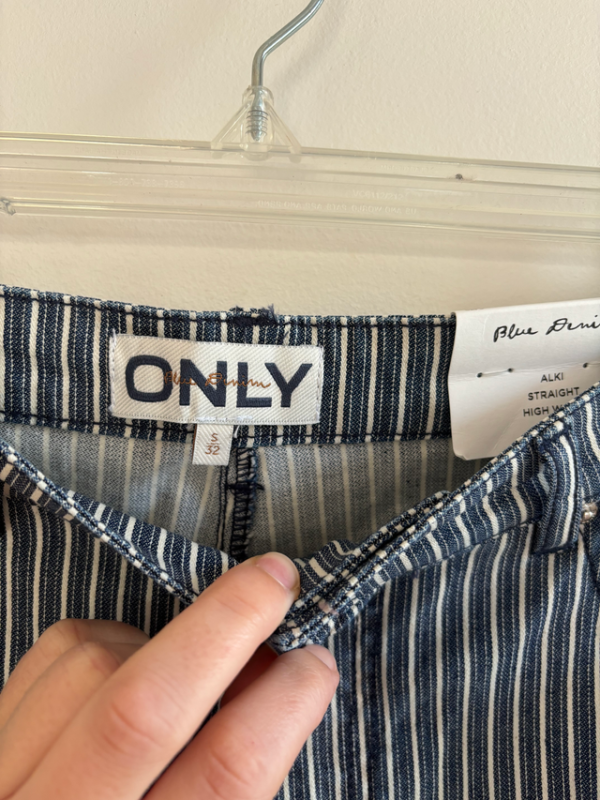 ONLY
Blue Denim
S
32
Blue Deni
ALKI
STRAIGHT
HIGH W